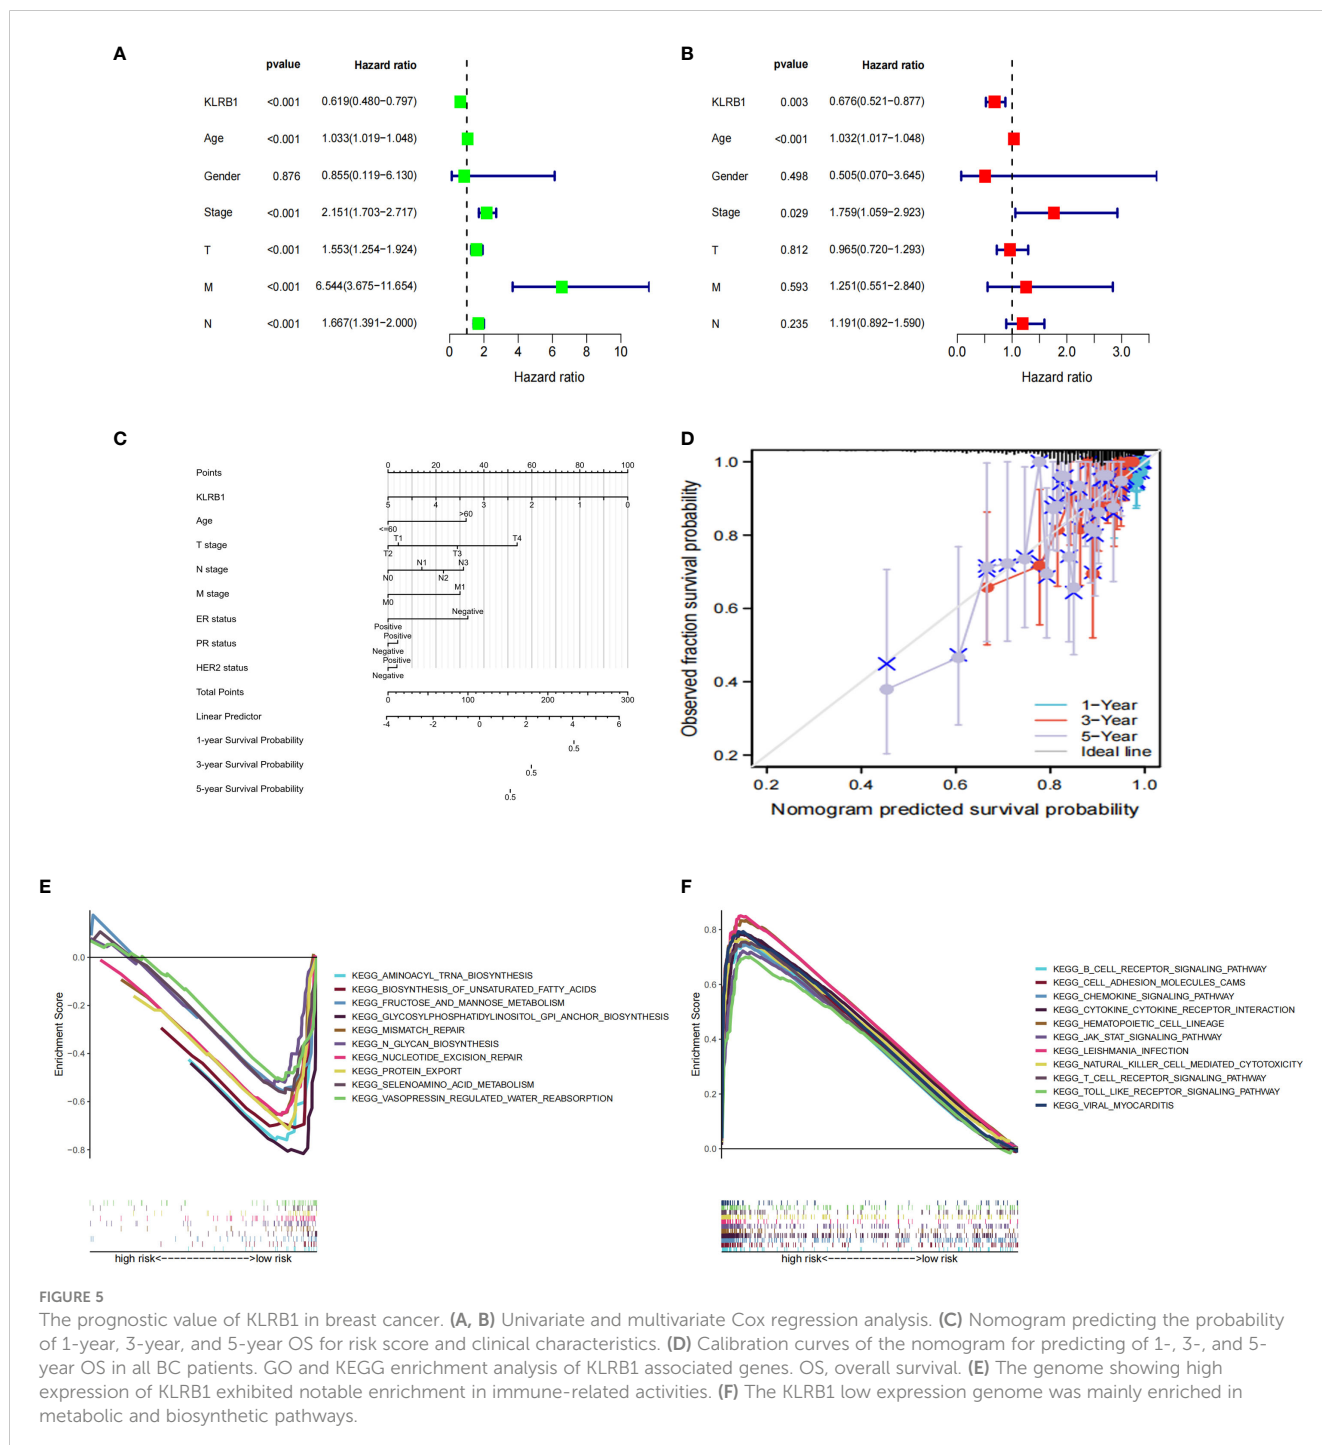 A
pvalue Hazard ratio
KLRB1 <0.001 0.619(0.480−0.797)
Age <0.001 1.033(1.019−1.048)
Gender 0.876 0.855(0.119−6.130)
Stage <0.001 2.151(1.703−2.717)
T <0.001 1.553(1.254−1.924)
M <0.001 6.544(3.675−11.654)
N <0.001 1.667(1.391−2.000)
0 2 4 6 8 10
Hazard ratio
B
pvalue Hazard ratio
KLRB1 0.003 0.676(0.521−0.877)
Age <0.001 1.032(1.017−1.048)
Gender 0.498 0.505(0.070−3.645)
Stage 0.029 1.759(1.059−2.923)
T 0.812 0.965(0.720−1.293)
M 0.593 1.251(0.551−2.840)
N 0.235 1.191(0.892−1.590)
0.0 1.0 2.0 3.0
Hazard ratio
C
0 20 40 60 80 100
Points
KLRB1
5 4 3 2 1 0
>60
Age
<=60
T1 T4
T stage
T2 T3
N1 N3
N stage
N0 N2
M1
M stage
M0
Negative
ER status
Positive
Positive
PR status
Negative
Positive
HER2 status
Negative
Total Points
0 100 200 300
Linear Predictor
-4 -2 0 2 4 6
1-year Survival Probability
0.5
3-year Survival Probability
0.5
5-year Survival Probability
0.5
D
Observed fraction survival probability
1.0
0.8
0.6
0.4
0.2
1−Year
3−Year
5−Year
Ideal line
0.2 0.4 0.6 0.8 1.0
Nomogram predicted survival probability
E
Enrichment Score
0.0
−0.2
−0.4
−0.6
−0.8
KEGG_AMINOACYL_TRNA_BIOSYNTHESIS
KEGG_BIOSYNTHESIS_OF_UNSATURATED_FATTY_ACIDS
KEGG_FRUCTOSE_AND_MANNOSE_METABOLISM
KEGG_GLYCOSYLPHOSPHATIDYLINOSITOL_GPI_ANCHOR_BIOSYNTHESIS
KEGG_MISMATCH_REPAIR
KEGG_N_GLYCAN_BIOSYNTHESIS
KEGG_NUCLEOTIDE_EXCISION_REPAIR
KEGG_PROTEIN_EXPORT
KEGG_SELENOAMINO_ACID_METABOLISM
KEGG_VASOPRESSIN_REGULATED_WATER_REABSORPTION
high risk<--------------->low risk
F
Enrichment Score
0.8
0.6
0.4
0.2
0.0
KEGG_B_CELL_RECEPTOR_SIGNALING_PATHWAY
KEGG_CELL_ADHESION_MOLECULES_CAMS
KEGG_CHEMOKINE_SIGNALING_PATHWAY
KEGG_CYTOKINE_CYTOKINE_RECEPTOR_INTERACTION
KEGG_HEMATOPOIETIC_CELL_LINEAGE
KEGG_JAK_STAT_SIGNALING_PATHWAY
KEGG_LEISHMANIA_INFECTION
KEGG_NATURAL_KILLER_CELL_MEDIATED_CYTOTOXICITY
KEGG_T_CELL_RECEPTOR_SIGNALING_PATHWAY
KEGG_TOLL_LIKE_RECEPTOR_SIGNALING_PATHWAY
KEGG_VIRAL_MYOCARDITIS
high risk<--------------->low risk
FIGURE 5
The prognostic value of KLRB1 in breast cancer. (A, B) Univariate and multivariate Cox regression analysis. (C) Nomogram predicting the probability
of 1-year, 3-year, and 5-year OS for risk score and clinical characteristics. (D) Calibration curves of the nomogram for predicting of 1-, 3-, and 5-
year OS in all BC patients. GO and KEGG enrichment analysis of KLRB1 associated genes. OS, overall survival. (E) The genome showing high
expression of KLRB1 exhibited notable enrichment in immune-related activities. (F) The KLRB1 low expression genome was mainly enriched in
metabolic and biosynthetic pathways.